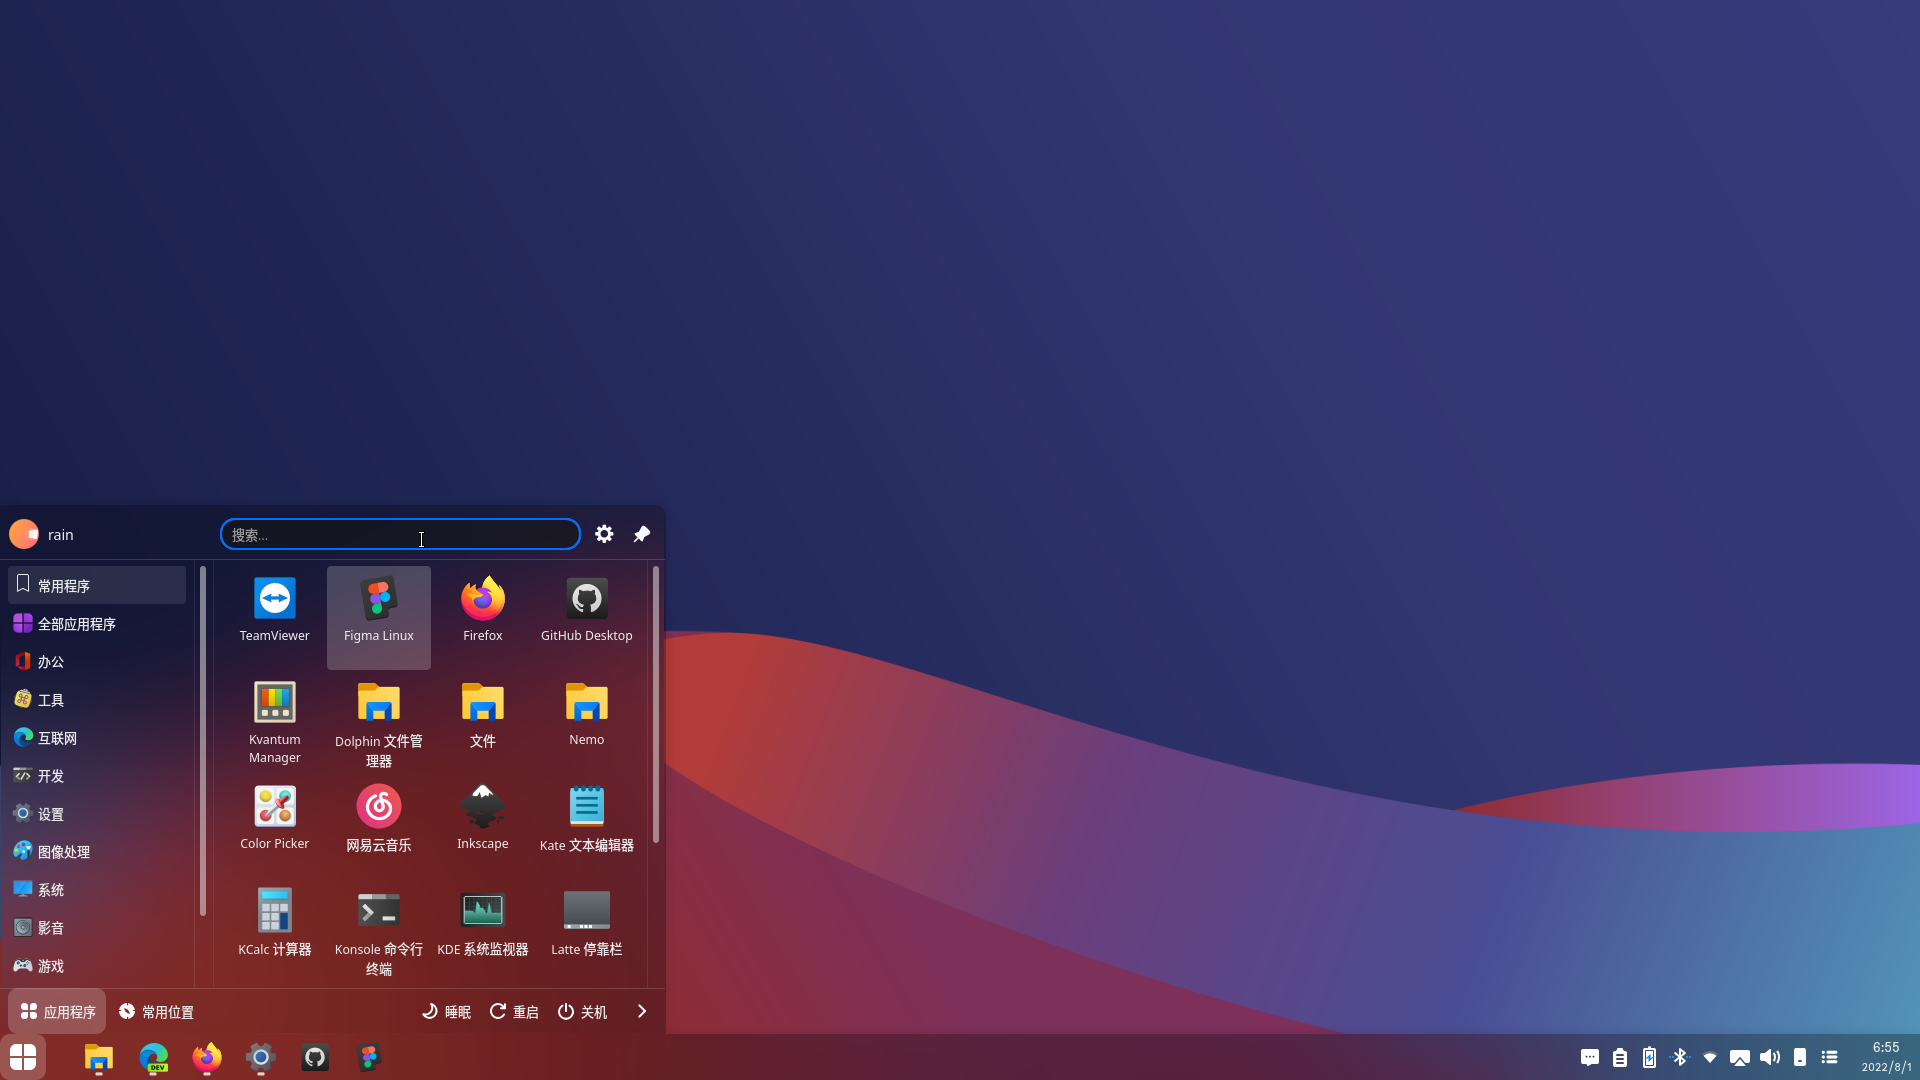 rain
搜索...
常用程序
全部应用程序
办公
工具
互联网
开发
设置
图像处理
系统
影音
游戏
TeamViewer
Figma Linux
Firefox
GitHub Desktop
Kvantum
Manager
Dolphin 文件管
理器
文件
Nemo
Color Picker
网易云音乐
Inkscape
Kate 文本编辑器
KCalc 计算器
Konsole 命令行
终端
KDE 系统监视器
Latte 停靠栏
应用程序
常用位置
睡眠
重启
关机
DEV
6:55
2022/8/1